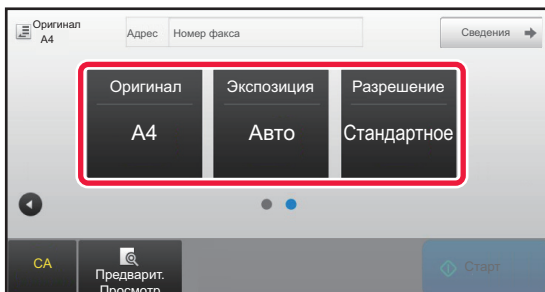 Оригинал
A4
Адрес
Номер факса
Сведения
Оригинал
Экспозиция
Разрешение
A4
Авто
Стандартное
CA
Предварит.
Просмотр
Старт